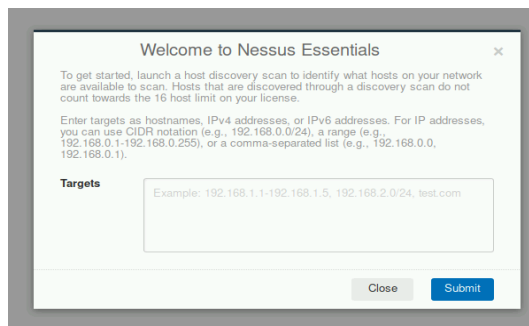 Welcome to Nessus Essentials
×
To get started, launch a host discovery scan to identify what hosts on your network
are available to scan. Hosts that are discovered through a discovery scan do not
count towards the 16 host limit on your license.
Enter targets as hostnames, IPv4 addresses, or IPv6 addresses. For IP addresses,
you can use CIDR notation (e.g., 192.168.0.0/24), a range (e.g.,
192.168.0.1-192.168.0.255), or a comma-separated list (e.g., 192.168.0.0,
192.168.0.1).
Targets
Example: 192.168.1.1-192.168.1.5, 192.168.2.0/24, test.com
Close
Submit